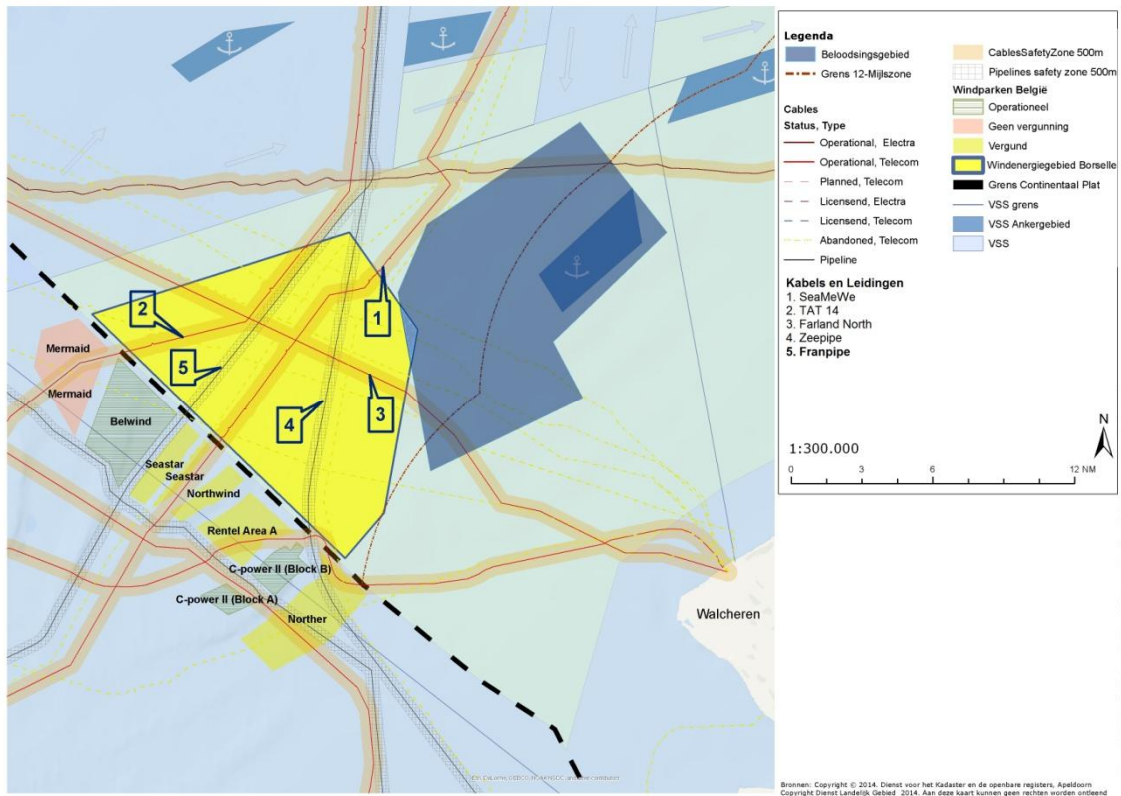 Mermaid
Mermaid
Belwind
Seastar
Seastar
Northwind
Rentel Area A
C-power II (Block B)
C-power II (Block A)
Norther
Walcheren
1
2
3
4
5
Legenda
Beloodsingsgebied
Grens 12-Mijlszone
Cables
Status, Type
Operational, Electra
Operational, Telecom
Planned, Telecom
Licensend, Electra
Licensend, Telecom
Abandoned, Telecom
Pipeline
CablesSafetyZone 500m
Pipelines safety zone 500m
Windparken België
Operationeel
Geen vergunning
Vergund
Windenergiegebied Borselle
Grens Continentaal Plat
VSS grens
VSS Ankergebied
VSS
Kabels en Leidingen
1. SeaMeWe
2. TAT 14
3. Farland North
4. Zeepipe
5. Franpipe
1:300.000
N
0 3 6 12 NM
Bronnen: Copyright © 2014. Dienst voor het Kadaster en de openbare registers, Apeldoorn
Copyright Dienst Landelijk Gebied 2014. Aan deze kaart kunnen geen rechten worden ontleend